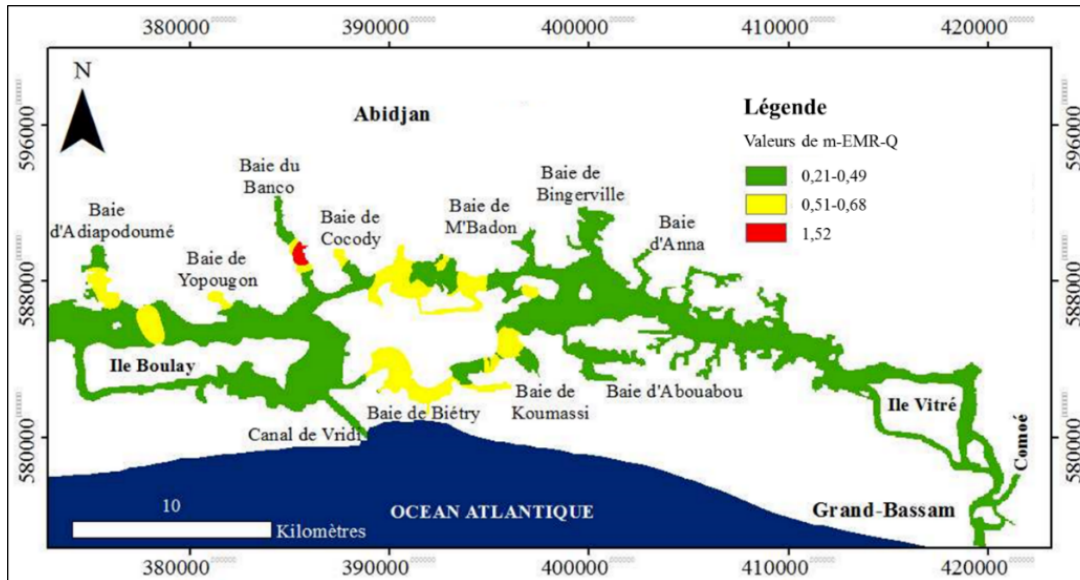 380000
390000
400000
410000
420000
N
Abidjan
Légende
Valeurs de m-EMR-Q
0,21-0,49
0,51-0,68
1,52
596000
596000
Baie du
Banco
Baie
d'Adiapodoumé
Baie de
Yopougon
Baie de
Cocody
Baie de
M'Badon
Baie de
Bingerville
Baie
d'Anna
588000
588000
Ile Boulay
Baie de Biétry
Baie de
Koumassi
Baie d'Abouabou
Ile Vitré
Canal de Vridi
Comoé
580000
580000
10
Kilomètres
OCEAN ATLANTIQUE
Grand-Bassam
380000
390000
400000
410000
420000